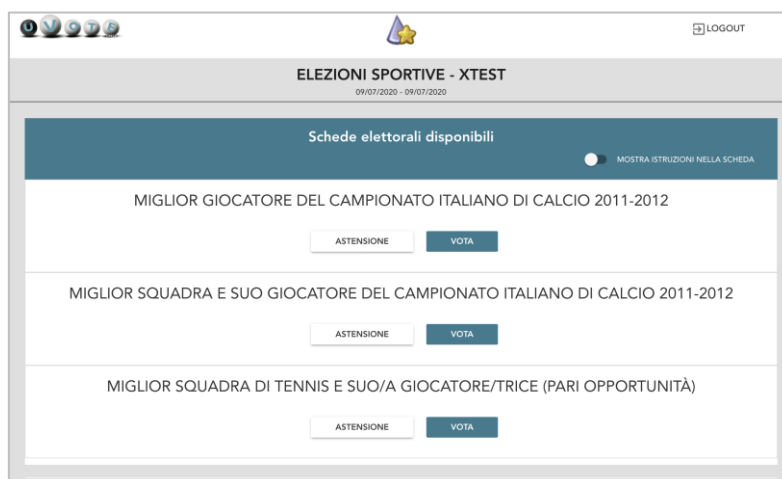 UVOTE
LOGOUT
ELEZIONI SPORTIVE - XTEST
09/07/2020 - 09/07/2020
Schede elettorali disponibili
MOSTRA ISTRUZIONI NELLA SCHEDA
MIGLIOR GIOCATORE DEL CAMPIONATO ITALIANO DI CALCIO 2011-2012
ASTENSIONE VOTA
MIGLIOR SQUADRA E SUO GIOCATORE DEL CAMPIONATO ITALIANO DI CALCIO 2011-2012
ASTENSIONE VOTA
MIGLIOR SQUADRA DI TENNIS E SUO/A GIOCATORE/TRICE (PARI OPPORTUNITÀ)
ASTENSIONE VOTA